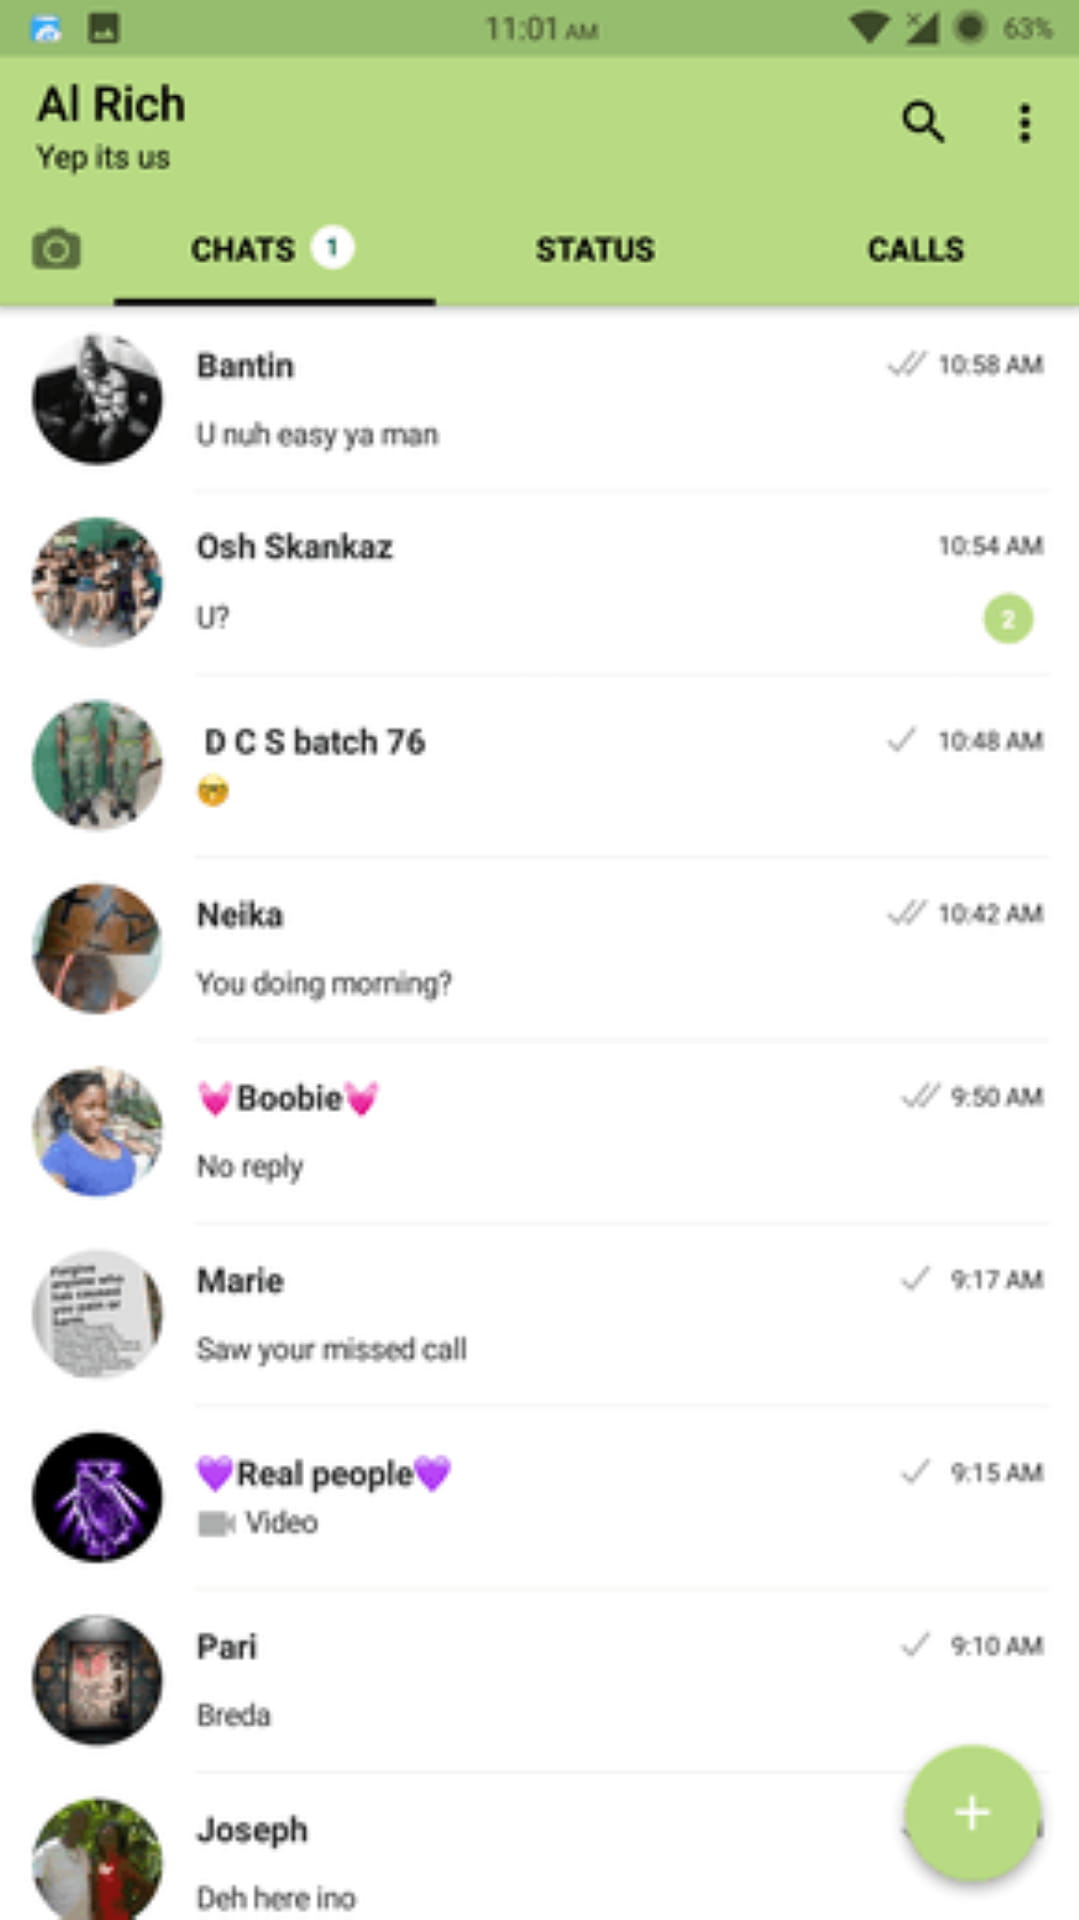 11:01 AM
63%
Al Rich
Yep its us
CHATS 1
STATUS
CALLS
Bantin
10:58 AM
U nuh easy ya man
Osh Skankaz
10:54 AM
U?
2
D C S batch 76
10:48 AM
Neika
10:42 AM
You doing morning?
💓Boobie💓
9:50 AM
No reply
Marie
9:17 AM
Saw your missed call
💜Real people💜
9:15 AM
Video
Pari
9:10 AM
Breda
Joseph
Deh here ino